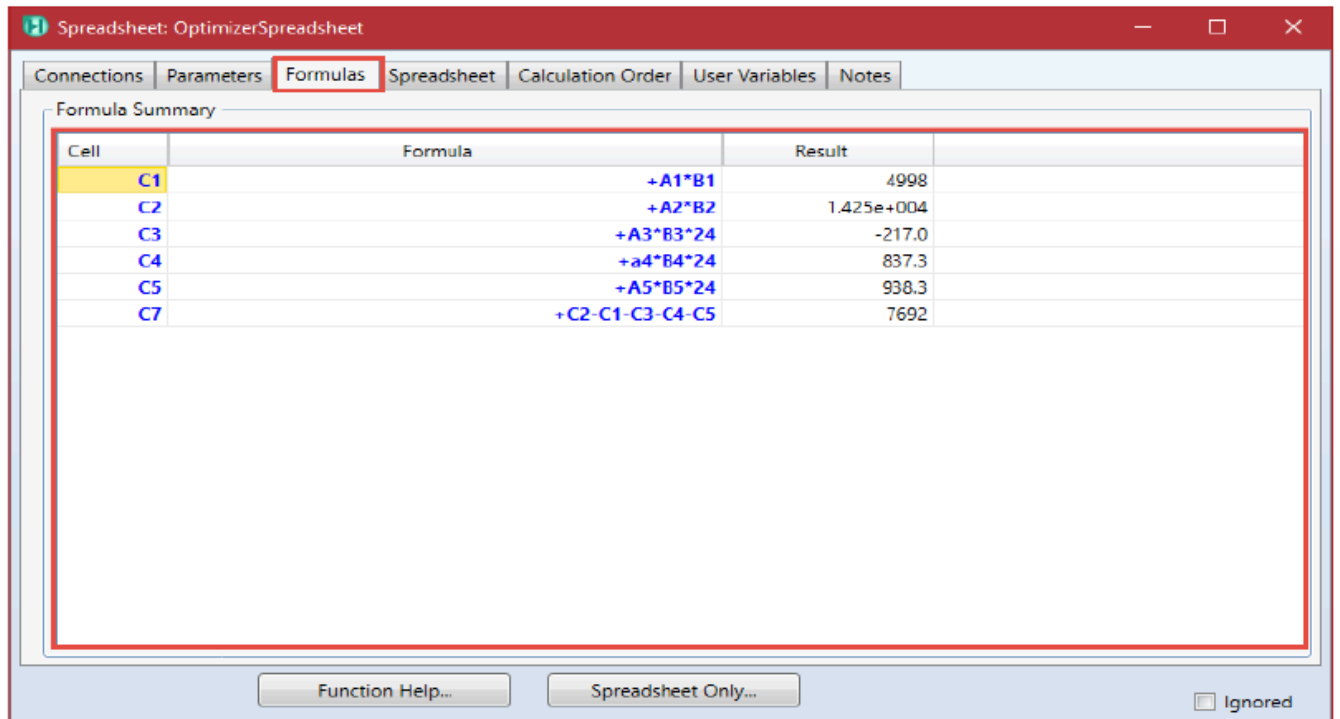 Spreadsheet: OptimizerSpreadsheet
Connections Parameters Formulas Spreadsheet Calculation Order User Variables Notes
Formula Summary
Cell Formula Result
C1 +A1*B1 4998
C2 +A2*B2 1.425e+004
C3 +A3*B3*24 -217.0
C4 +a4*B4*24 837.3
C5 +A5*B5*24 938.3
C7 +C2-C1-C3-C4-C5 7692
Function Help... Spreadsheet Only... Ignored